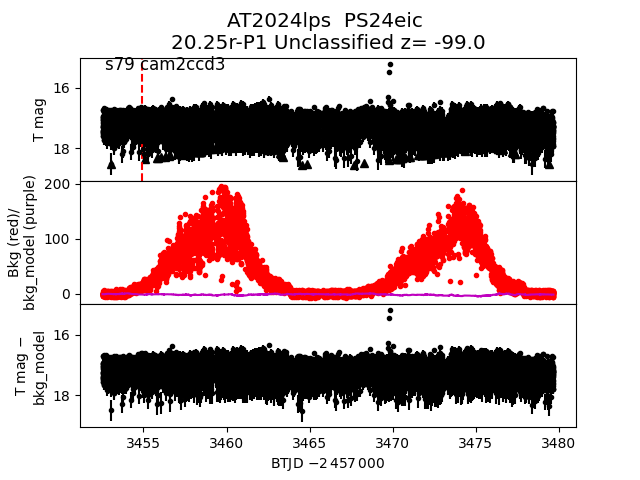 AT2024lps  PS24eic
20.25r-P1 Unclassified z= -99.0
s79 cam2ccd3
T mag
16
18
Bkg (red)/
bkg_model (purple)
200
100
0
T mag −
bkg_model
16
18
3455 3460 3465 3470 3475 3480
BTJD −2 457 000